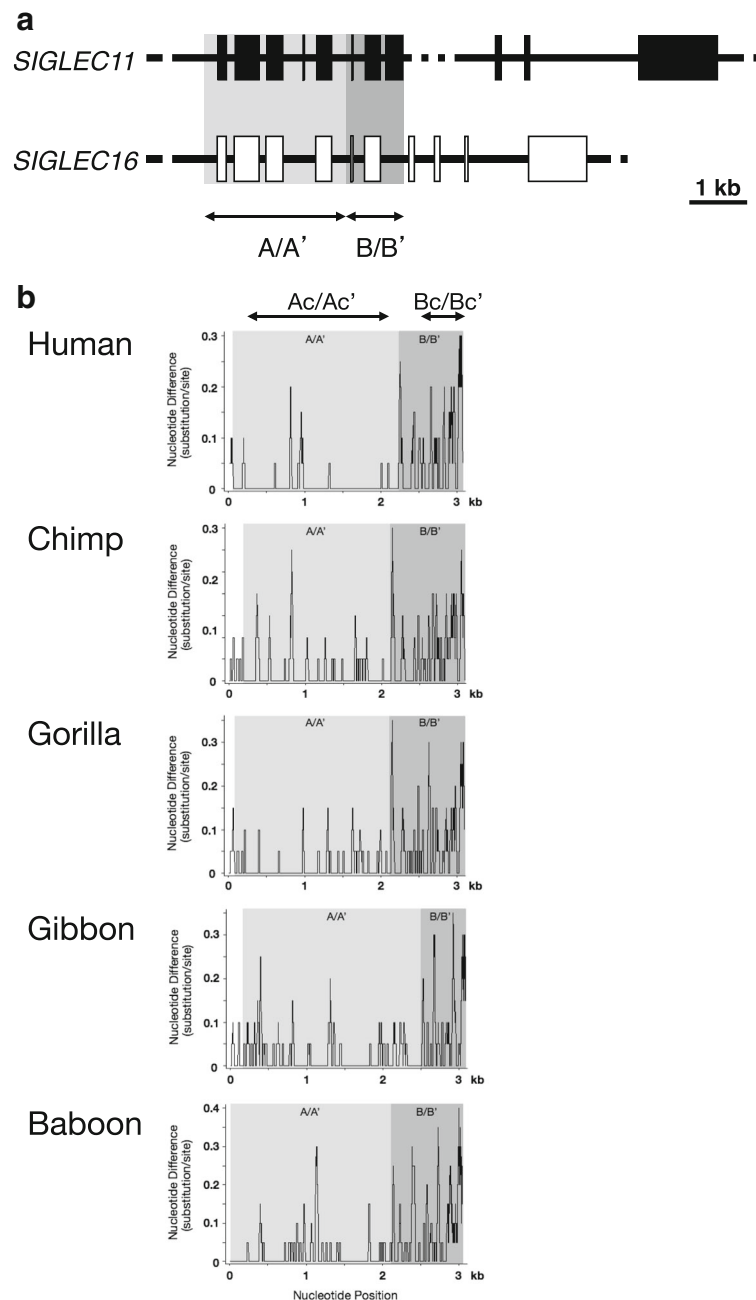 a
SIGLEC11
SIGLEC16
1 kb
A/A’ B/B’
b
Ac/Ac’ Bc/Bc’
Human
A/A' B/B'
Nucleotide Difference
(substitution/site)
0.3
0.2
0.1
0
0 1 2 3 kb
Chimp
A/A' B/B'
Nucleotide Difference
(substitution/site)
0.3
0.2
0.1
0
0 1 2 3 kb
Gorilla
A/A' B/B'
Nucleotide Difference
(substitution/site)
0.3
0.2
0.1
0
0 1 2 3 kb
Gibbon
A/A' B/B'
Nucleotide Difference
(substitution/site)
0.3
0.2
0.1
0
0 1 2 3 kb
Baboon
A/A' B/B'
Nucleotide Difference
(substitution/site)
0.4
0.3
0.2
0.1
0
0 1 2 3 kb
Nucleotide Position